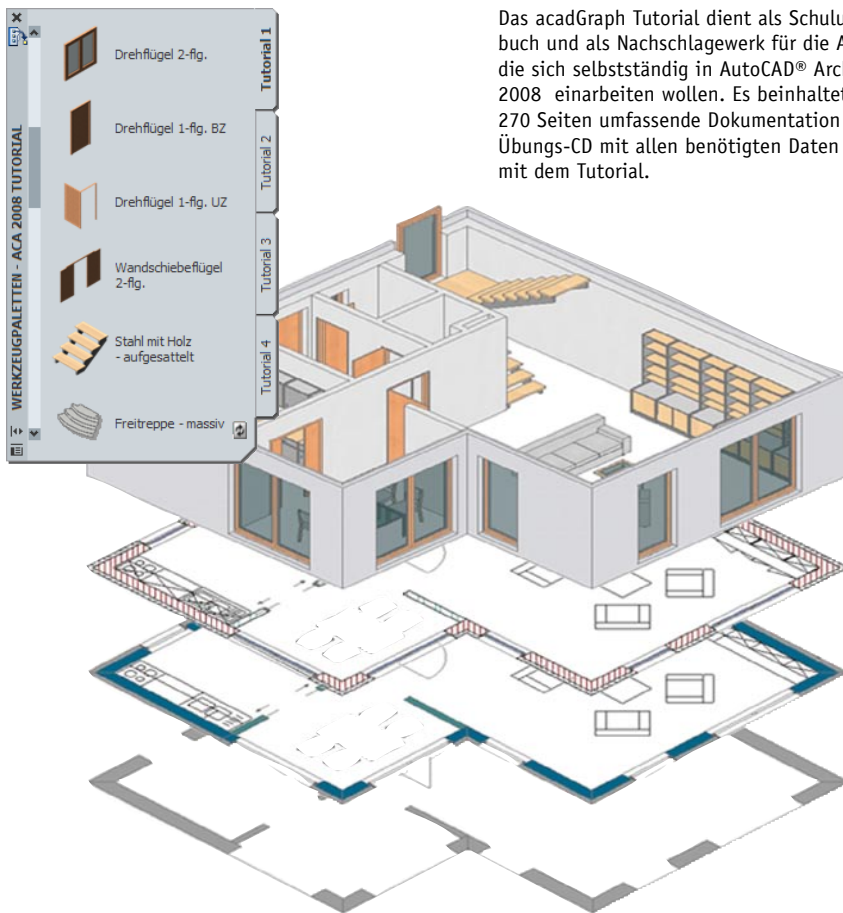 Das acadGraph Tutorial dient als
buch und als Nachschlagewerk für die
die sich selbstständig in AutoCAD®
2008 einarbeiten wollen. Es beinhaltet
270 Seiten umfassende Dokumentation
Übungs-CD mit allen benötigten Daten
mit dem Tutorial.
WERKZEUGPALETTEN - ACA 2008 TUTORIAL
Drehflügel 2-flg.
Drehflügel 1-flg. BZ
Drehflügel 1-flg. UZ
Wandschiebeflügel
2-flg.
Stahl mit Holz
- aufgesattelt
Freitreppe - massiv
Tutorial 1
Tutorial 2
Tutorial 3
Tutorial 4